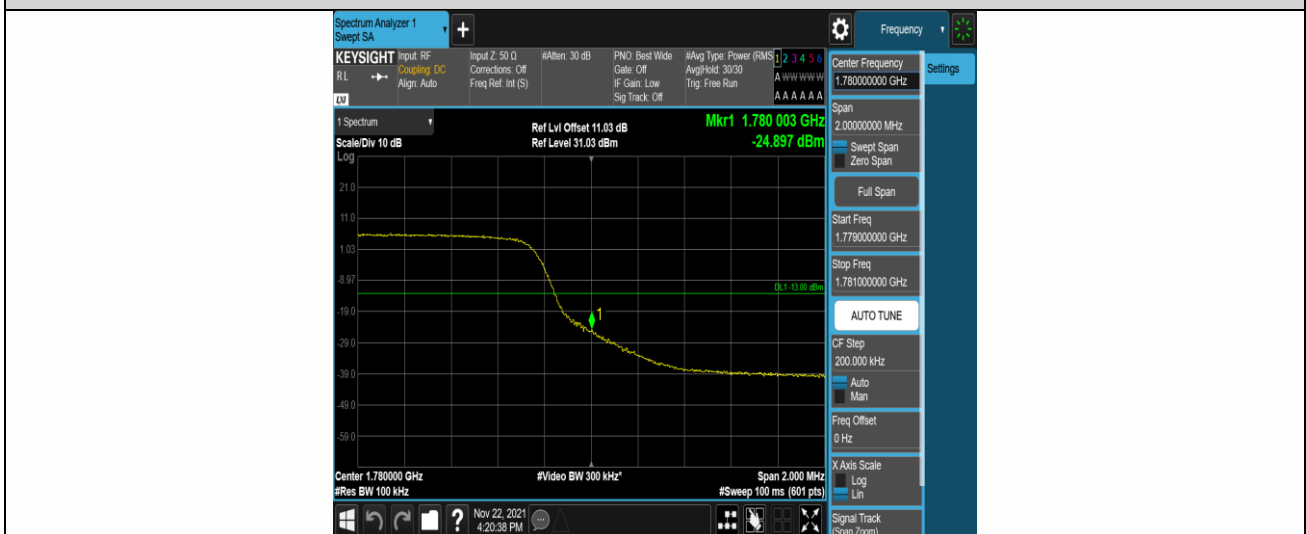 Spectrum Analyzer 1
Swept SA
+
Frequency
KEYSIGHT
RL
LXI
Input: RF
Coupling: DC
Align: Auto
Input Z: 50 Ω
Corrections: Off
Freq Ref: Int (S)
#Atten: 30 dB
PNO: Best Wide
Gate: Off
IF Gain: Low
Sig Track: Off
#Avg Type: Power (RMS
Avg|Hold: 30/30
Trig: Free Run
1 2 3 4 5 6
A W W W W W
A A A A A A
1 Spectrum
Scale/Div 10 dB
Log
Ref Lvl Offset 11.03 dB
Ref Level 31.03 dBm
Mkr1 1.780 003 GHz
-24.897 dBm
21.0
11.0
1.03
-8.97
-19.0
-29.0
-39.0
-49.0
-59.0
DL1 -13.00 dBm
1
Center 1.780000 GHz
#Res BW 100 kHz
#Video BW 300 kHz*
Span 2.000 MHz
#Sweep 100 ms (601 pts)
?
Nov 22, 2021
4:20:38 PM
Center Frequency
1.780000000 GHz
Span
2.00000000 MHz
Swept Span
Zero Span
Full Span
Start Freq
1.779000000 GHz
Stop Freq
1.781000000 GHz
AUTO TUNE
CF Step
200.000 kHz
Auto
Man
Freq Offset
0 Hz
X Axis Scale
Log
Lin
Signal Track
(Span Zoom)
Settings